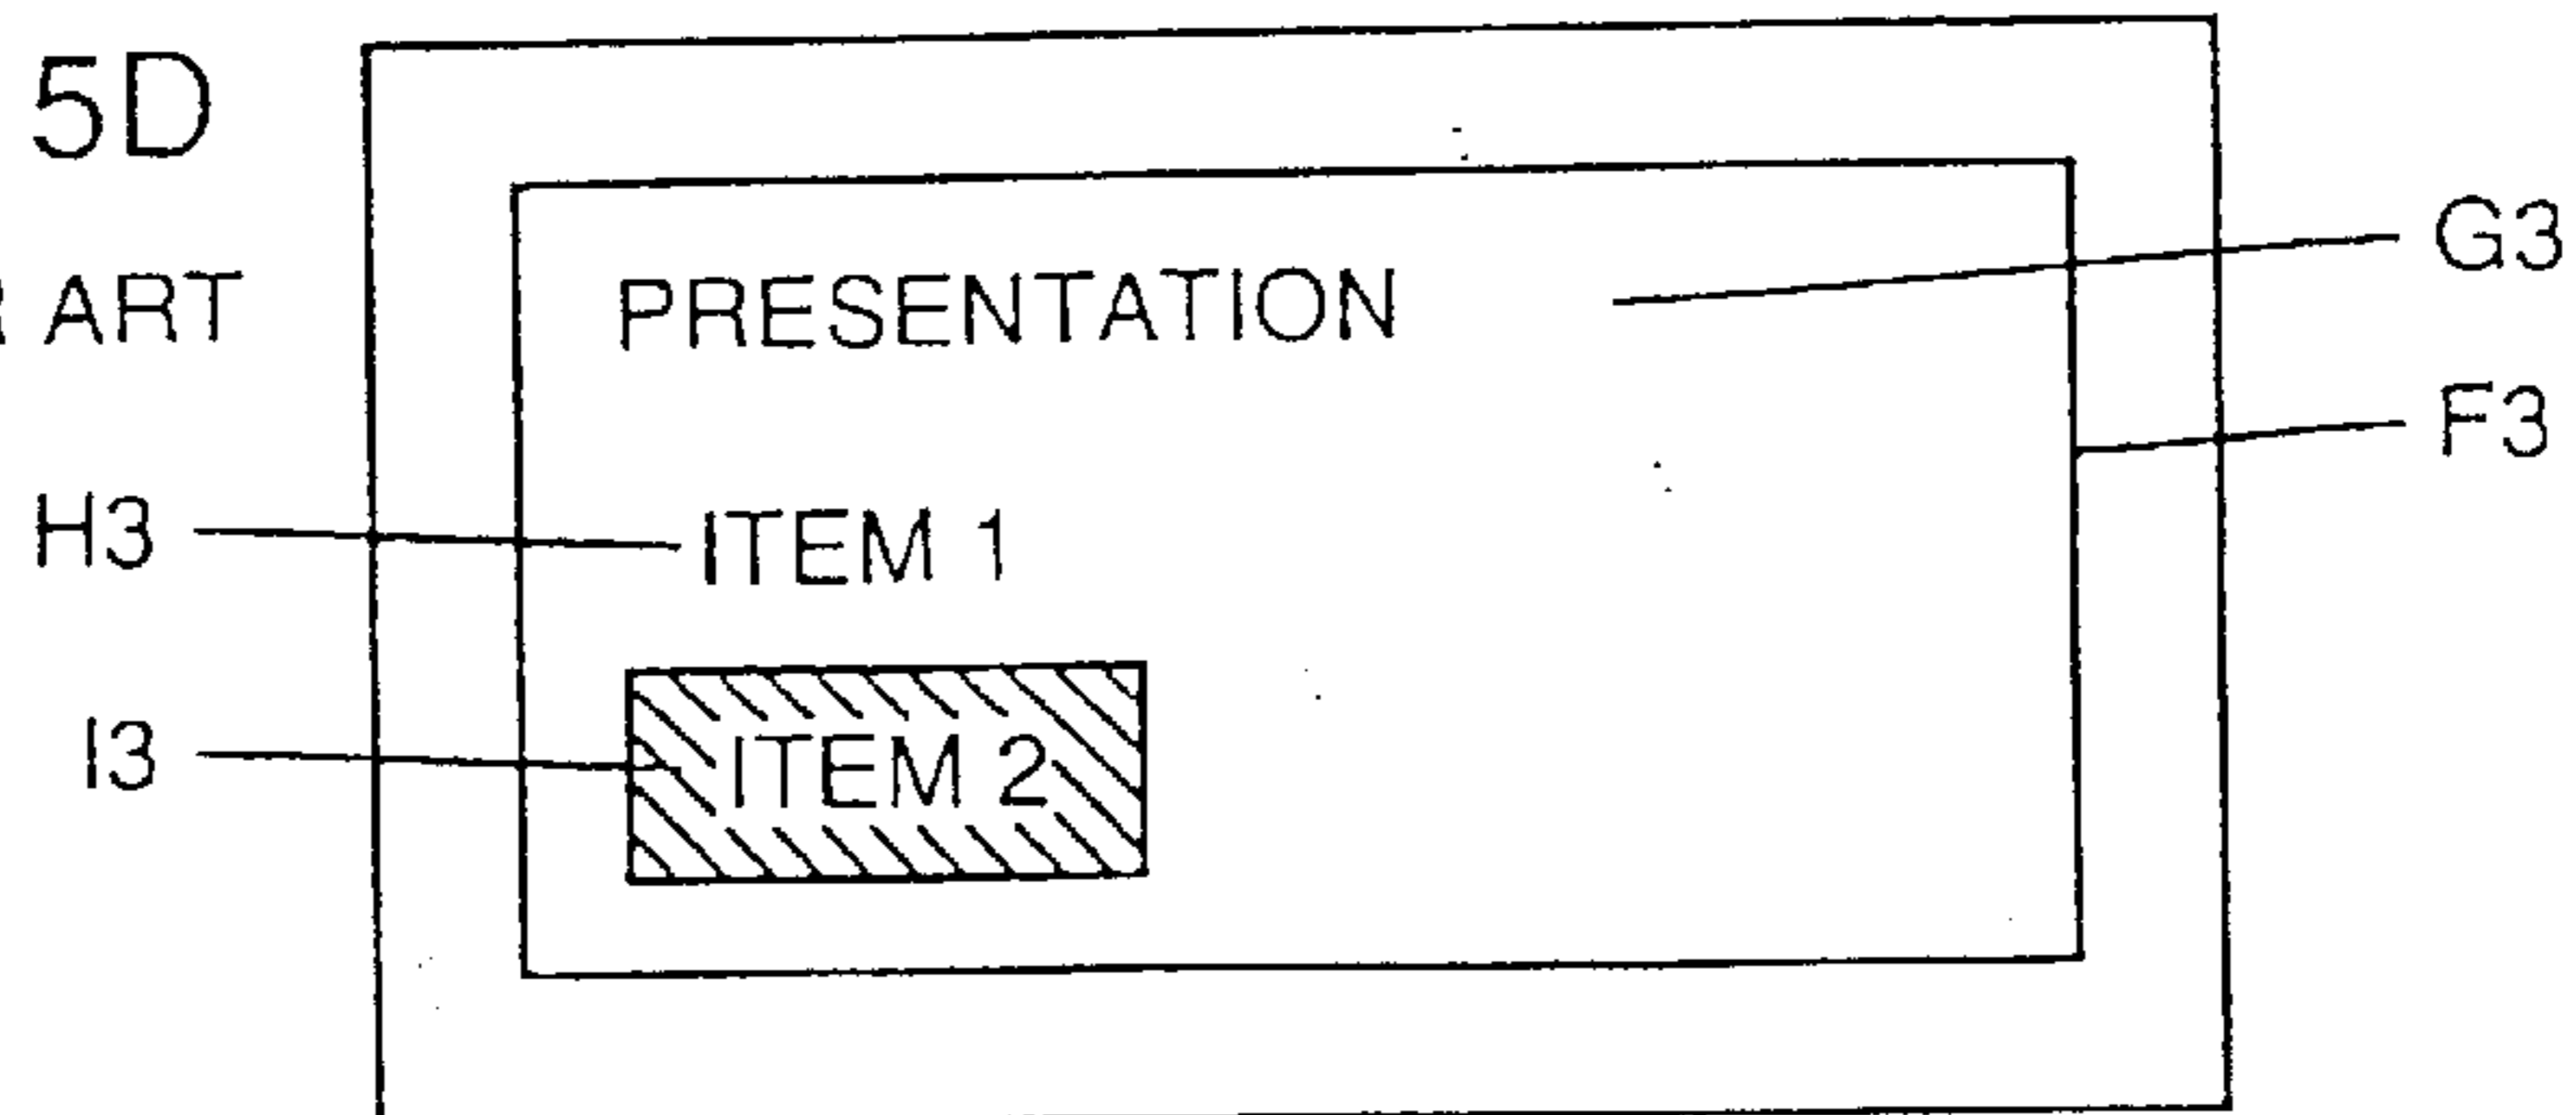 5D
G3
ART
PRESENTATION
F3
H3
ITEM 1
I3
ITEM 2